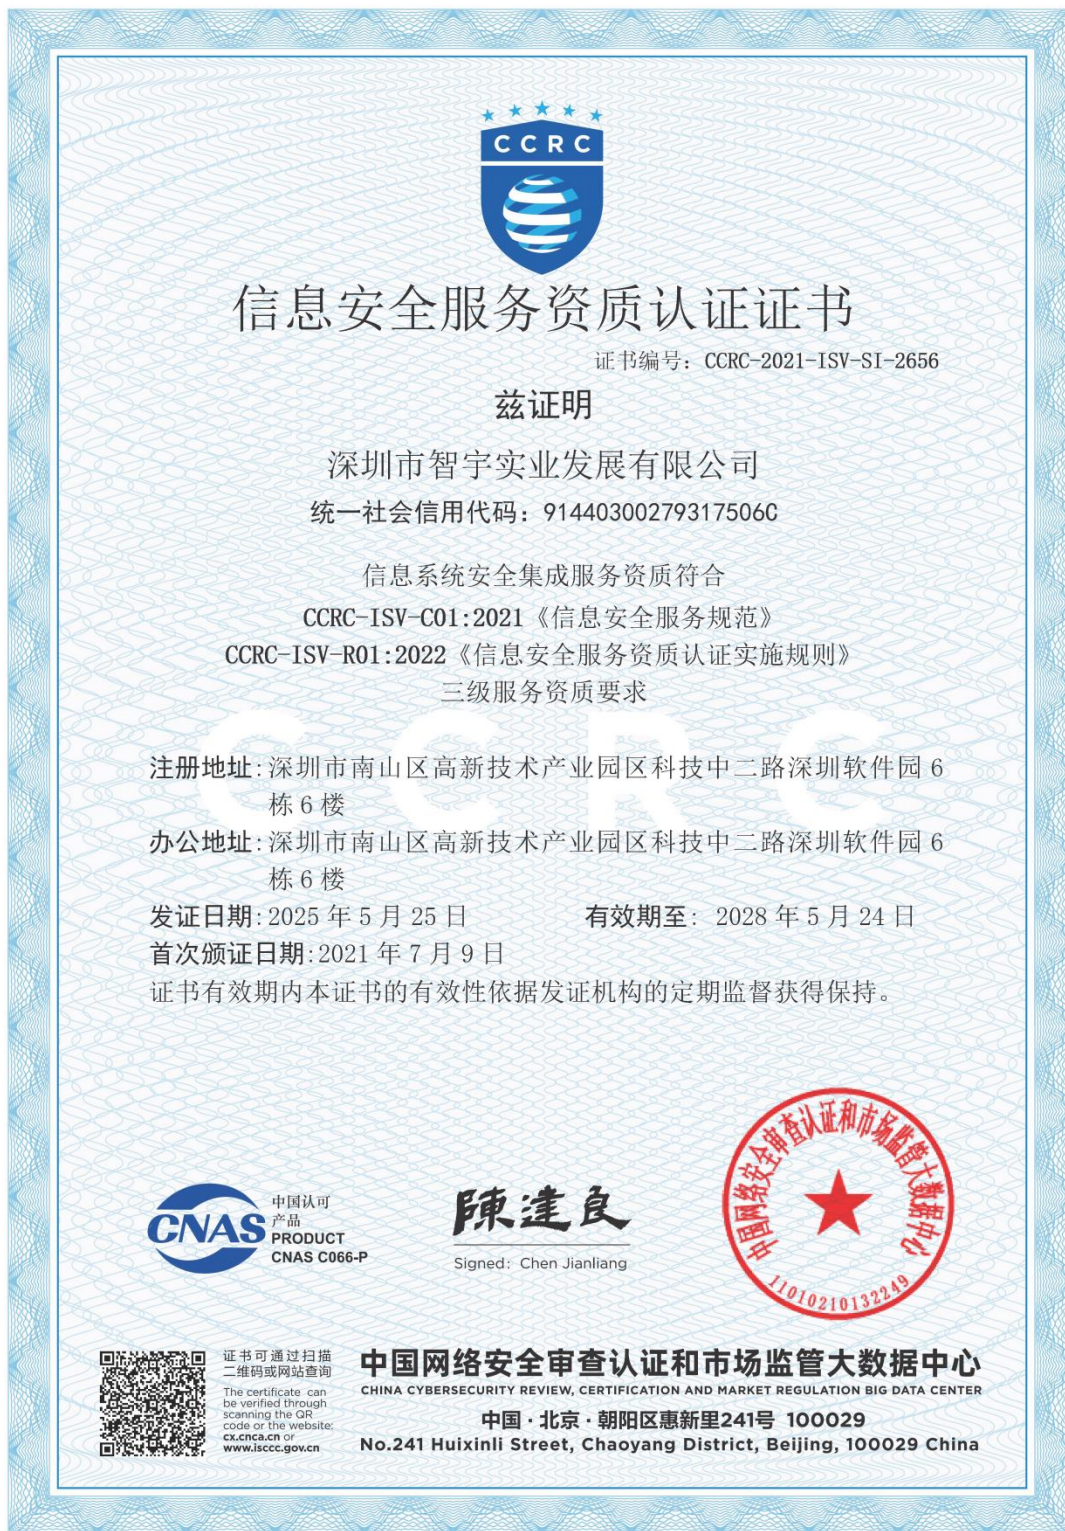 CCRC
信息安全服务资质认证证书
证书编号：CCRC-2021-ISV-SI-2656
兹证明
深圳市智宇实业发展有限公司
统一社会信用代码：91440300279317506C
信息系统安全集成服务资质符合
CCRC-ISV-C01:2021《信息安全服务规范》
CCRC-ISV-R01:2022《信息安全服务资质认证实施规则》
三级服务资质要求
CCRC
注册地址:深圳市南山区高新技术产业园区科技中二路深圳软件园6
栋6楼
办公地址:深圳市南山区高新技术产业园区科技中二路深圳软件园6
栋6楼
发证日期:2025年5月25日 有效期至: 2028年5月24日
首次颁证日期:2021年7月9日
证书有效期内本证书的有效性依据发证机构的定期监督获得保持。
CNAS
中国认可
产品
PRODUCT
CNAS C066-P
陳建良
Signed: Chen Jianliang
中国网络安全审查认证和市场监管大数据中心
11010210132249
证书可通过扫描
二维码或网站查询
The certificate can
be verified through
scanning the QR
code or the website:
cx.cnca.cn or
www.isccc.gov.cn
中国网络安全审查认证和市场监管大数据中心
CHINA CYBERSECURITY REVIEW, CERTIFICATION AND MARKET REGULATION BIG DATA CENTER
中国·北京·朝阳区惠新里241号 100029
No.241 Huixinli Street, Chaoyang District, Beijing, 100029 China